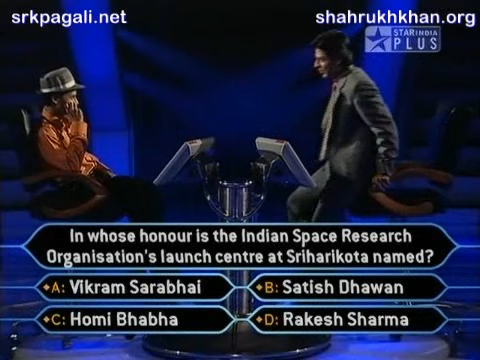 srkpagali.net
shahrukhkhan.org
STAR INDIA
PLUS
In whose honour is the Indian Space Research
Organisation's launch centre at Sriharikota named?
A: Vikram Sarabhai
B: Satish Dhawan
C: Homi Bhabha
D: Rakesh Sharma